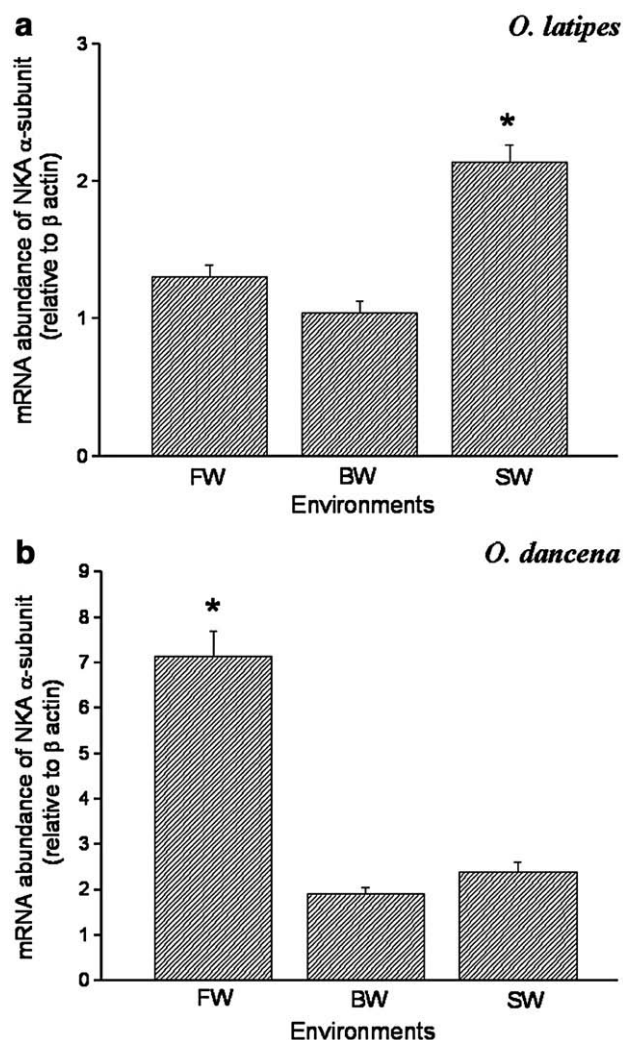 a
O. latipes
mRNA abundance of NKA α-subunit
(relative to β actin)
3
2
1
0
*
FW BW SW
Environments
b
O. dancena
mRNA abundance of NKA α-subunit
(relative to β actin)
9
8
7
6
5
4
3
2
1
0
*
FW BW SW
Environments